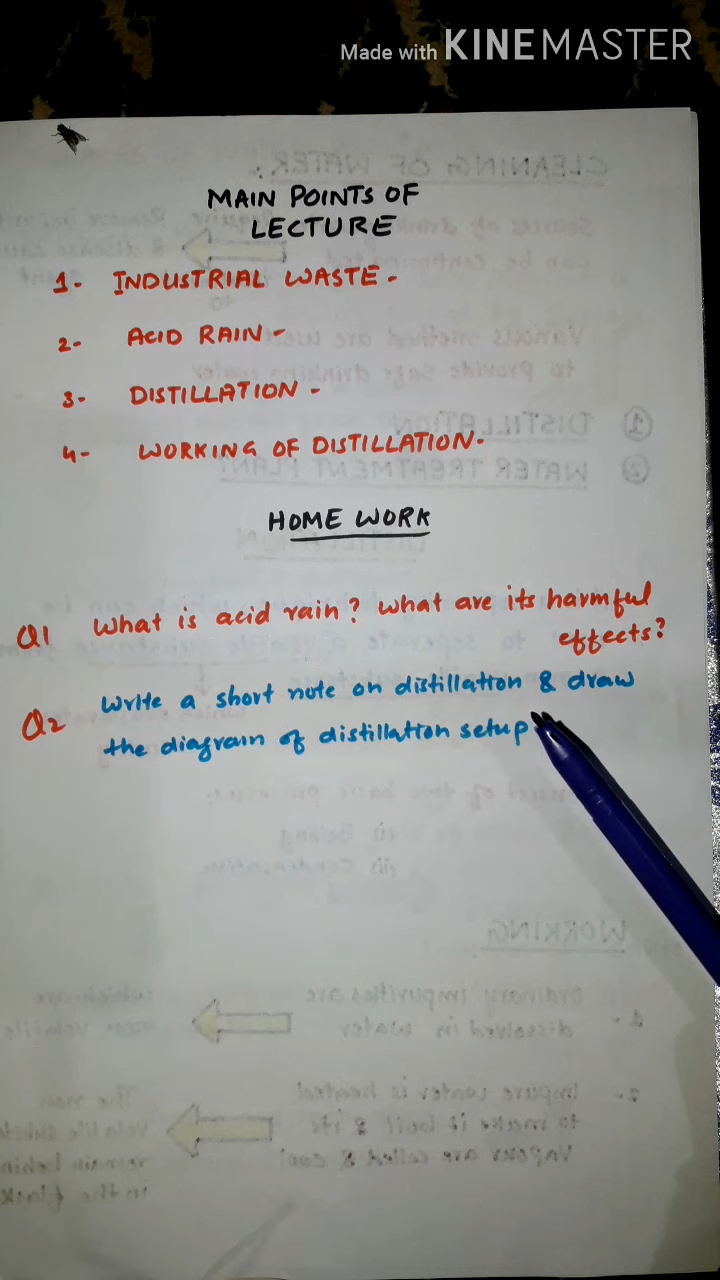 Made with KINEMASTER
MAIN POINTS OF
LECTURE
1- INDUSTRIAL WASTE -
2- ACID RAIN -
3- DISTILLATION -
4- WORKING OF DISTILLATION -
HOME WORK
Q1 What is acid rain? What are its harmful
effects?
Q2 Write a short note on distillation & draw
the diagram of distillation setup.